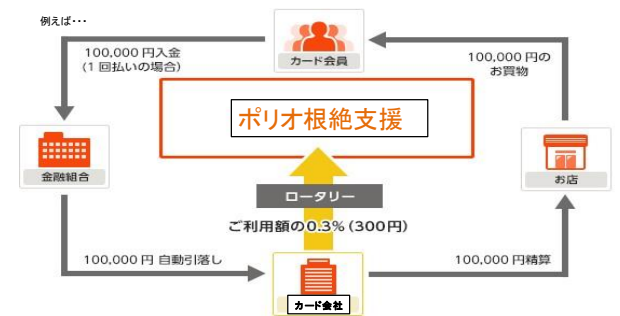 例えば・・・
カード会員
100,000 円入金
(1 回払いの場合)
100,000 円の
お買物
ポリオ根絶支援
金融組合
お店
ロータリー
ご利用額の0.3% (300円)
100,000 円 自動引落し
100,000 円精算
カード会社